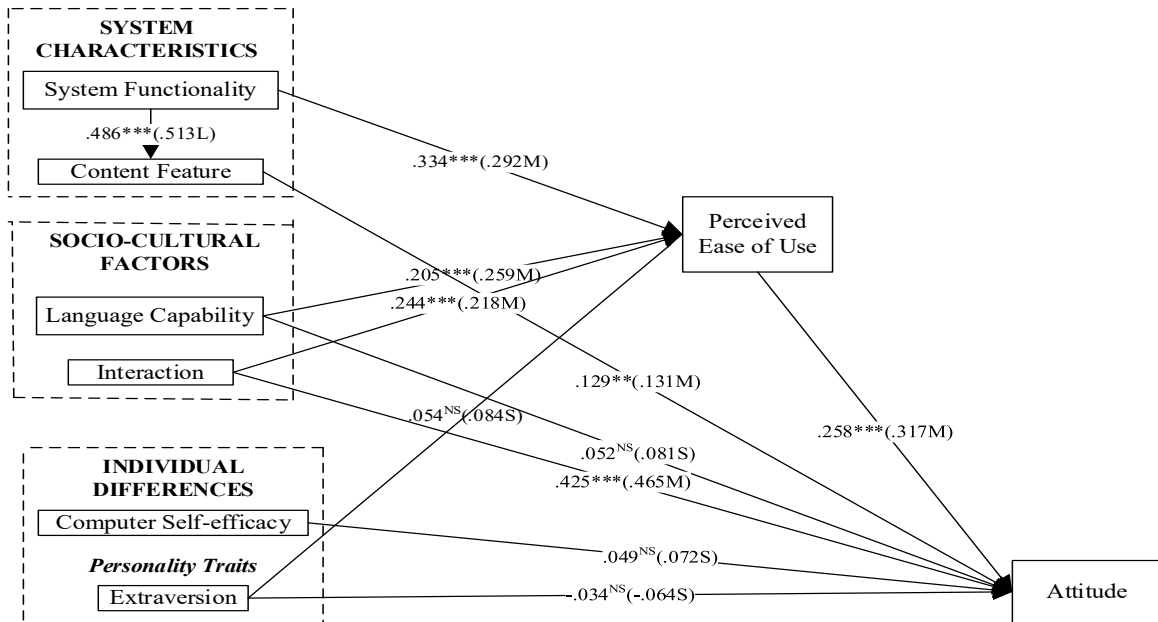 SYSTEM
CHARACTERISTICS
System Functionality
.486***(.513L)
Content Feature
.334***(.292M)
SOCIO-CULTURAL
FACTORS
Language Capability
Interaction
.205***(.259M)
.244***(.218M)
Perceived
Ease of Use
.129**(.131M)
.054NS(.084S)
.052NS(.081S)
.425***(.465M)
.258***(.317M)
INDIVIDUAL
DIFFERENCES
Computer Self-efficacy
Personality Traits
Extraversion
.049NS(.072S)
-.034NS(-.064S)
Attitude